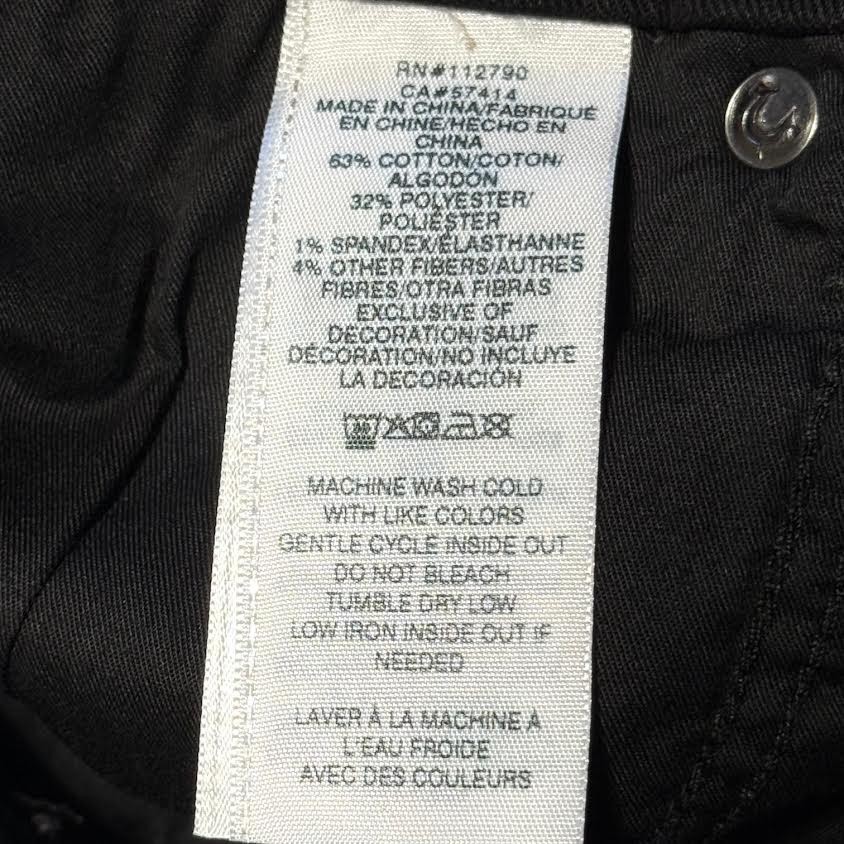 RN#112790
CA#57414
MADE IN CHINA/FABRIQUÉ
EN CHINE/HECHO EN
CHINA
63% COTTON/COTON/
ALGODÓN
32% POLYESTER/
POLIÉSTER
1% SPANDEX/ÉLASTHANNE
4% OTHER FIBERS/AUTRES
FIBRES/OTRA FIBRAS
EXCLUSIVE OF
DECORATION/SAUF
DÉCORATION/NO INCLUYE
LA DECORACIÓN
MACHINE WASH COLD
WITH LIKE COLORS
GENTLE CYCLE INSIDE OUT
DO NOT BLEACH
TUMBLE DRY LOW
LOW IRON INSIDE OUT IF
NEEDED
LAVER À LA MACHINE À
L'EAU FROIDE
AVEC DES COULEURS